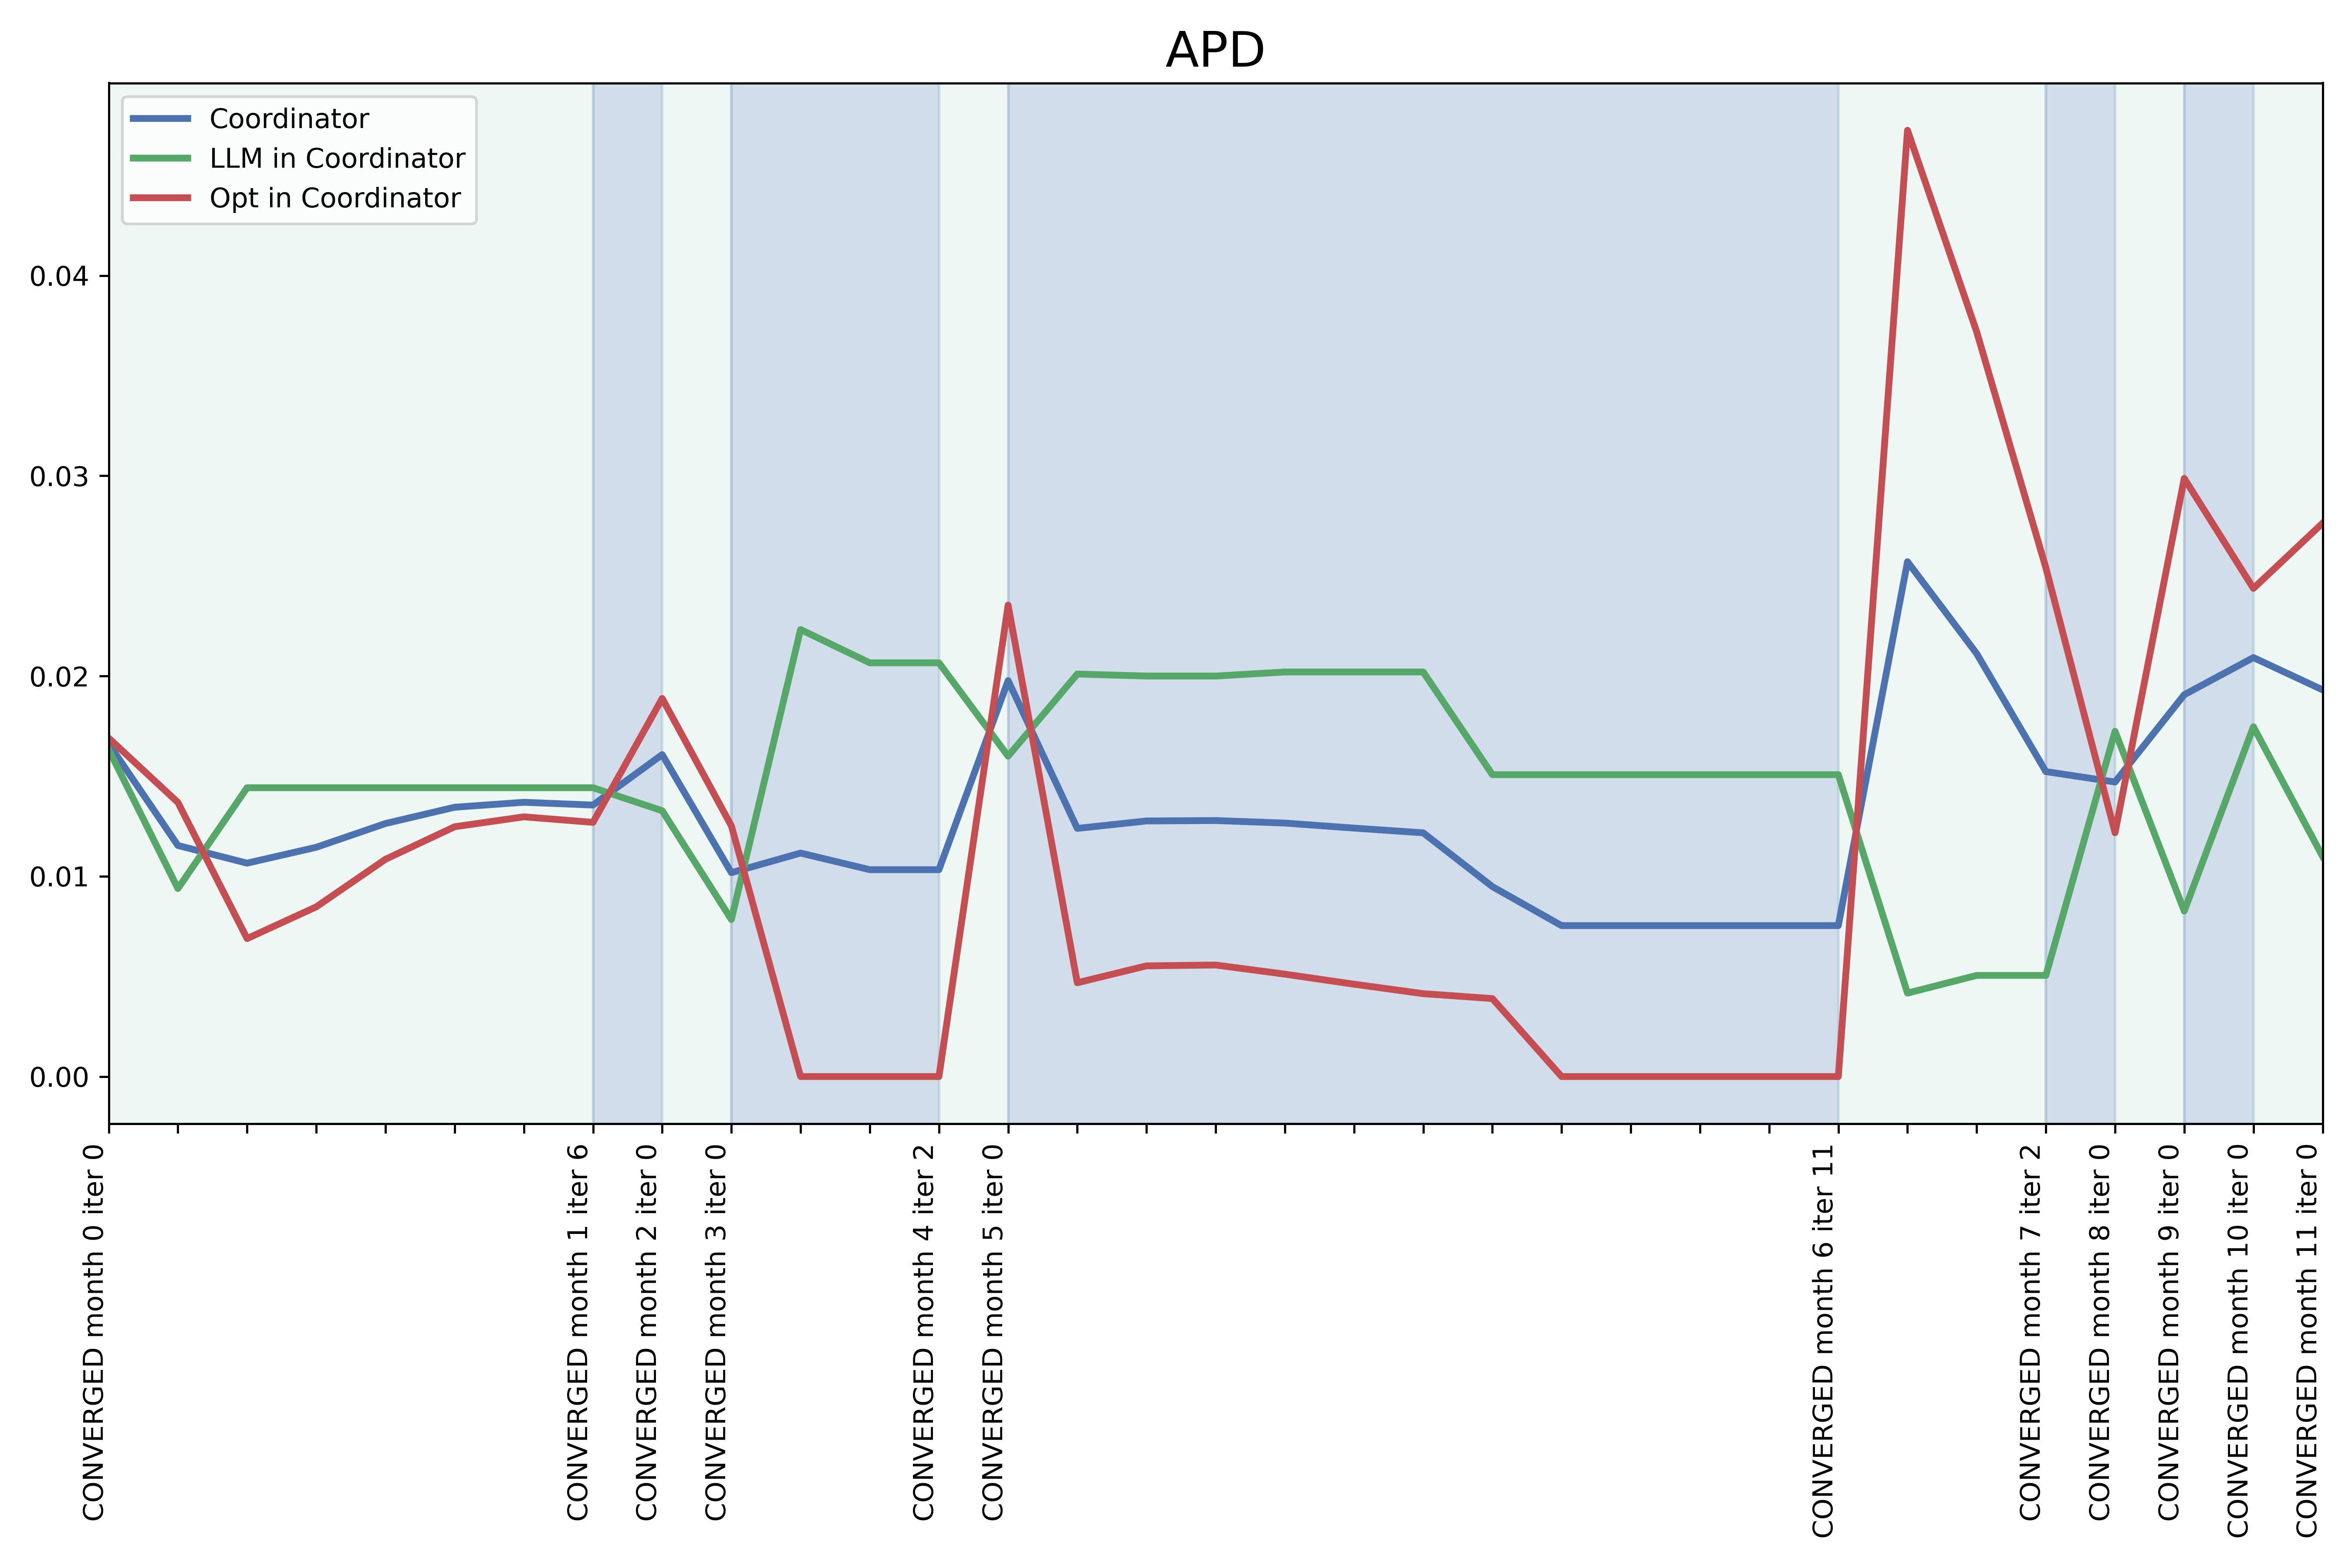 APD
Coordinator
LLM in Coordinator
Opt in Coordinator
0.04
0.03
0.02
0.01
0.00
CONVERGED month 0 iter 0
CONVERGED month 1 iter 6
CONVERGED month 2 iter 0
CONVERGED month 3 iter 0
CONVERGED month 4 iter 2
CONVERGED month 5 iter 0
CONVERGED month 6 iter 11
CONVERGED month 7 iter 2
CONVERGED month 8 iter 0
CONVERGED month 9 iter 0
CONVERGED month 10 iter 0
CONVERGED month 11 iter 0